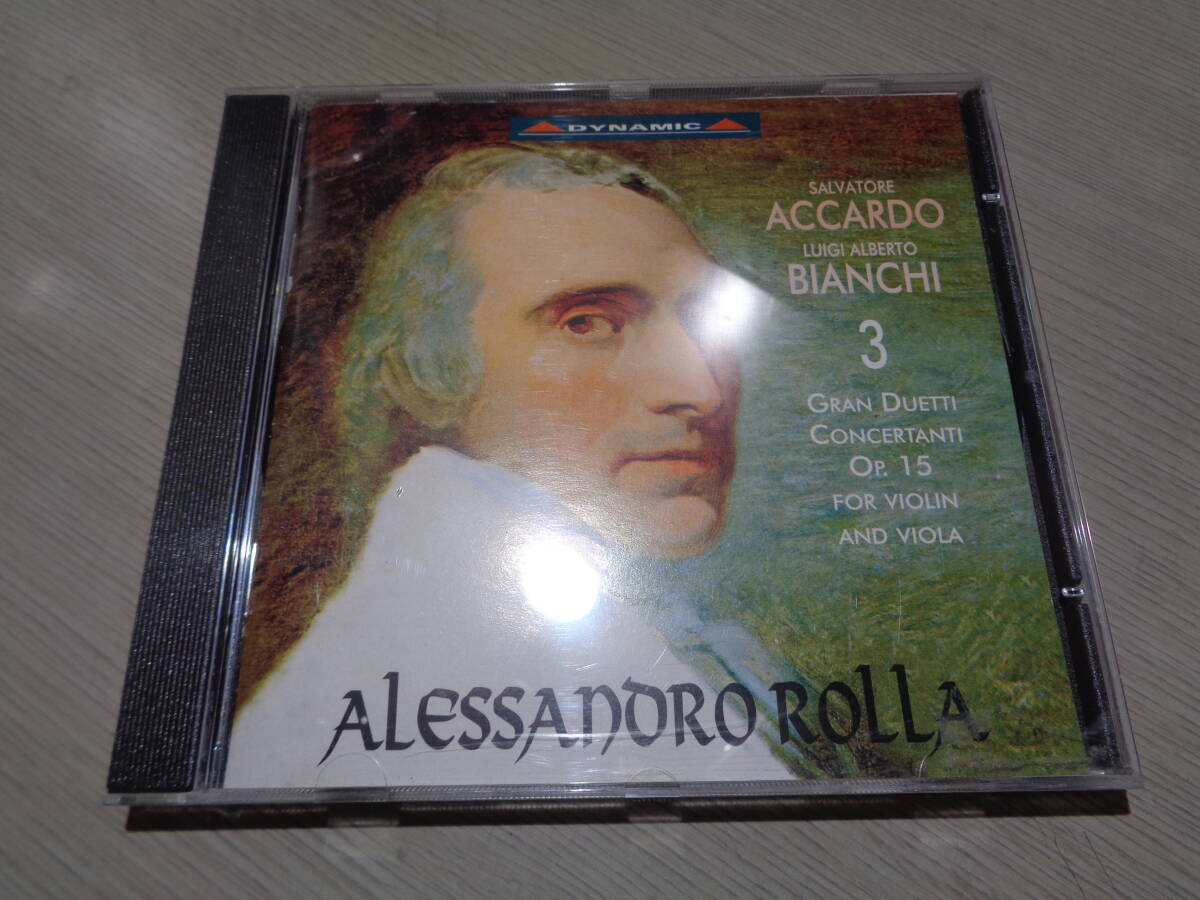 DYNAMIC
SALVATORE
ACCARDO
LUIGI ALBERTO
BIANCHI
3
GRAN DUETTI
CONCERTANTI
OP. 15
FOR VIOLIN
AND VIOLA
ALESSANDRO ROLLA